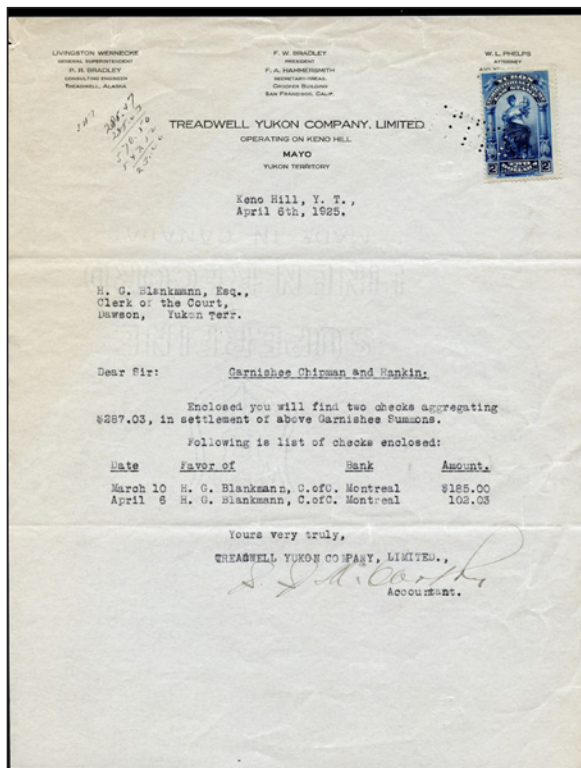 LIVINGSTON WERNECKE
GENERAL SUPERINTENDENT
P. R. BRADLEY
CONSULTING ENGINEER
TREADWELL, ALASKA
F. W. BRADLEY
PRESIDENT
F. A. HAMMERSMITH
SECRETARY-TREAS.
CROCKER BUILDING
SAN FRANCISCO, CALIF.
W. L. PHELPS
ATTORNEY
YUKON
2 2
TREADWELL YUKON COMPANY, LIMITED
OPERATING ON KENO HILL
MAYO
YUKON TERRITORY
Keno Hill, Y. T.,
April 6th, 1925.
H. G. Blankmann, Esq.,
Clerk of the Court,
Dawson, Yukon Terr.
Dear Sir: Garnishee Chipman and Rankin:
Enclosed you will find two checks aggregating
$287.03, in settlement of above Garnishee Summons.
Following is list of checks enclosed:
Date Favor of Bank Amount.
March 10 H. G. Blankmann, C.ofC. Montreal $185.00
April 6 H. G. Blankmann, C.ofC. Montreal 102.03
Yours very truly,
TREADWELL YUKON COMPANY, LIMITED.,
Accountant.